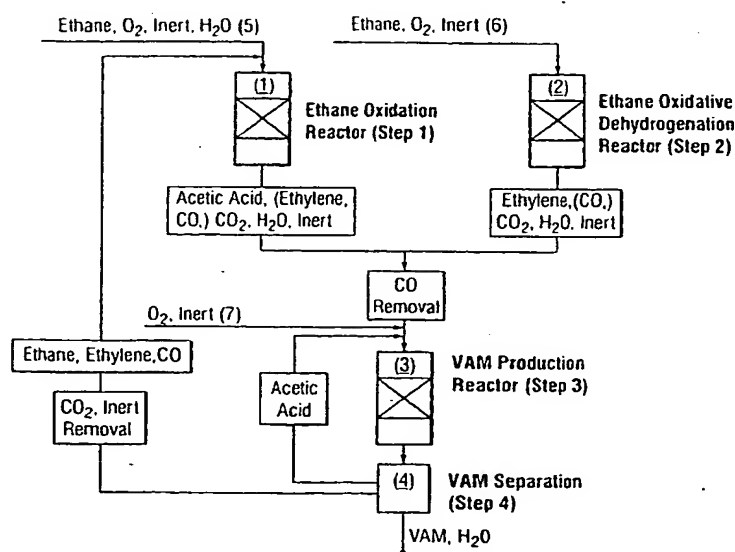 Ethane, O2, Inert, H2O (5)
Ethane, O2, Inert (6)
(1)
Ethane Oxidation
Reactor (Step 1)
(2)
Ethane Oxidative
Dehydrogenation
Reactor (Step 2)
Acetic Acid, (Ethylene,
CO,) CO2, H2O, Inert
Ethylene,(CO,)
CO2, H2O, Inert
CO
Removal
O2, Inert (7)
Ethane, Ethylene,CO
(3)
VAM Production
Reactor (Step 3)
Acetic
Acid
CO2, Inert
Removal
(4)
VAM Separation
(Step 4)
VAM, H2O